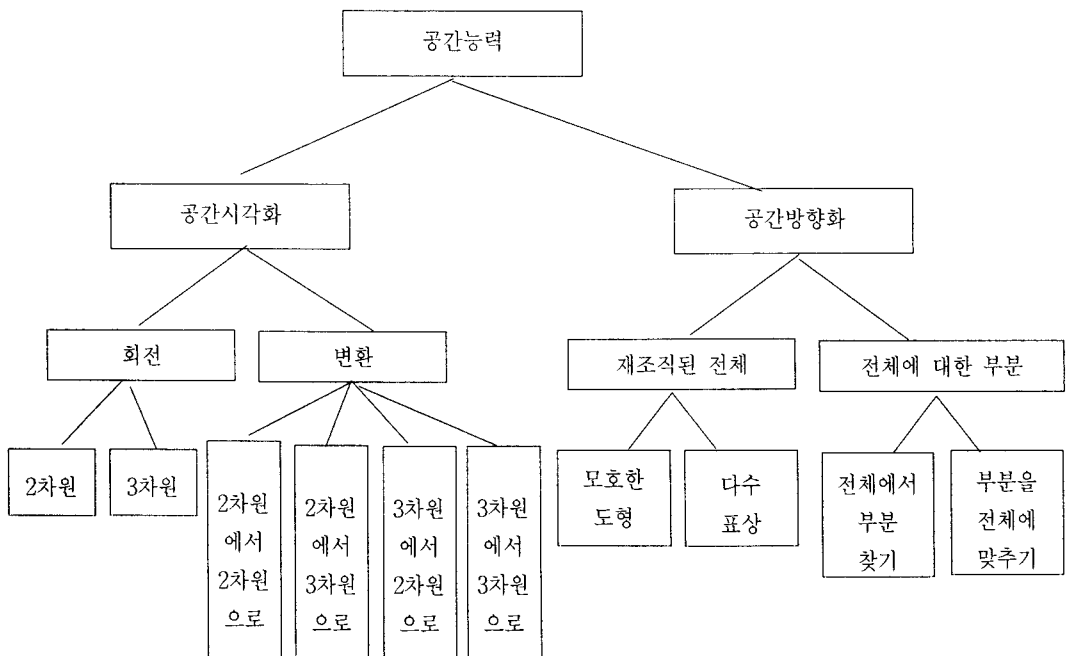 공간능력
공간시각화
공간방향화
회전
변환
재조직된 전체
전체에 대한 부분
2차원
3차원
2차원
에서
2차원
으로
2차원
에서
3차원
으로
3차원
에서
2차원
으로
3차원
에서
3차원
으로
모호한
도형
다수
표상
전체에서
부분
찾기
부분을
전체에
맞추기